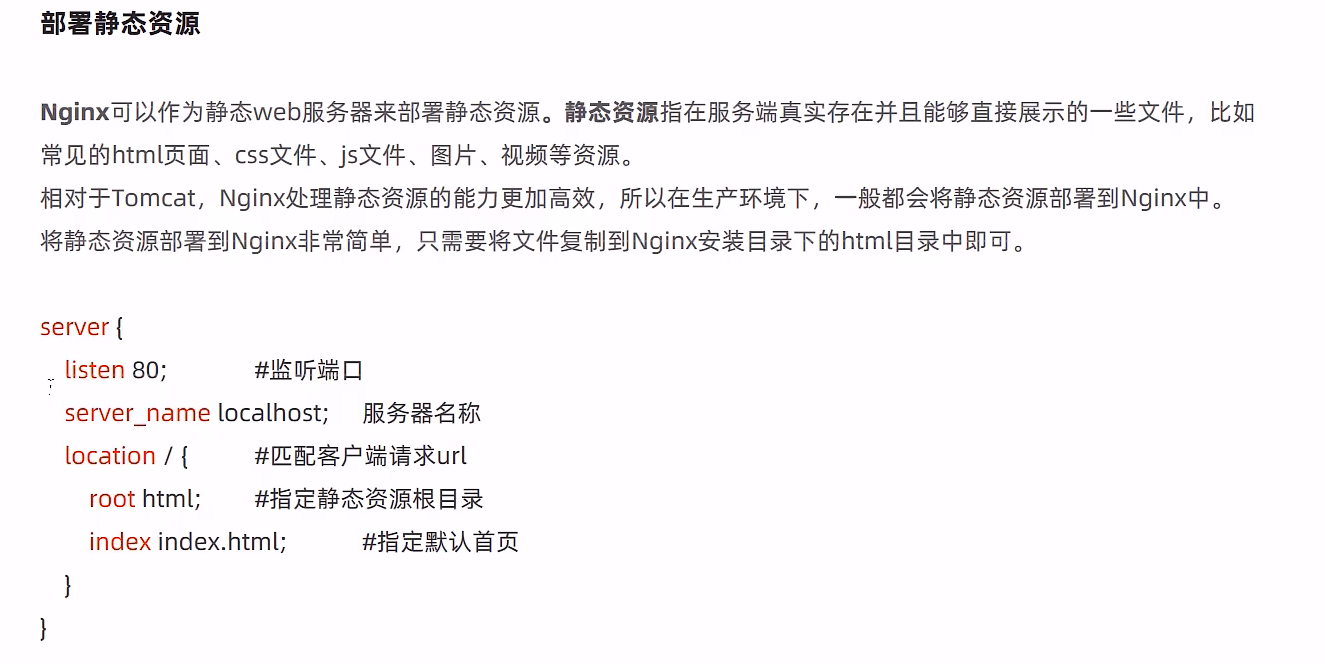 部署静态资源
Nginx可以作为静态web服务器来部署静态资源。静态资源指在服务端真实存在并且能够直接展示的一些文件，比如
常见的html页面、css文件、js文件、图片、视频等资源。
相对于Tomcat，Nginx处理静态资源的能力更加高效，所以在生产环境下，一般都会将静态资源部署到Nginx中。
将静态资源部署到Nginx非常简单，只需要将文件复制到Nginx安装目录下的html目录中即可。
server {
listen 80; #监听端口
server_name localhost; 服务器名称
location / { #匹配客户端请求url
root html; #指定静态资源根目录
index index.html; #指定默认首页
}
}